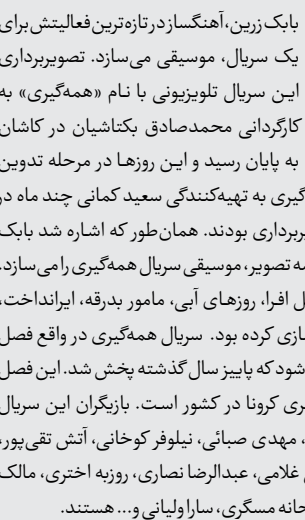 بابک زرین، آهنگساز در تازه‌ترین فعالیتش برای
یک سریال، موسیقی می‌سازد. تصویربرداری
این سریال تلویزیونی با نام «همه‌گیری» به
کارگردانی محمدصادق بکتاشیان در کاشان
به پایان رسید و این روزها در مرحله تدوین
گیری به تهیه‌کنندگی سعید کمانی چند ماه در
ربرداری بودند. همان‌طور که اشاره شد بابک
ه تصویر، موسیقی سریال همه‌گیری را می‌سازد.
ل افرا، روزهای آبی، مامور بدرقه، ایرانداخت،
سازی کرده بود. سریال همه‌گیری در واقع فصل
شود که پاییز سال گذشته پخش شد. این فصل
ری کرونا در کشور است. بازیگران این سریال
، مهدی صبائی، نیلوفر کوخانی، آتش تقی‌پور،
غلامی، عبدالرضا نصاری، روزبه اختری، مالک
حانه مسگری، سارا ولیانی و... هستند.